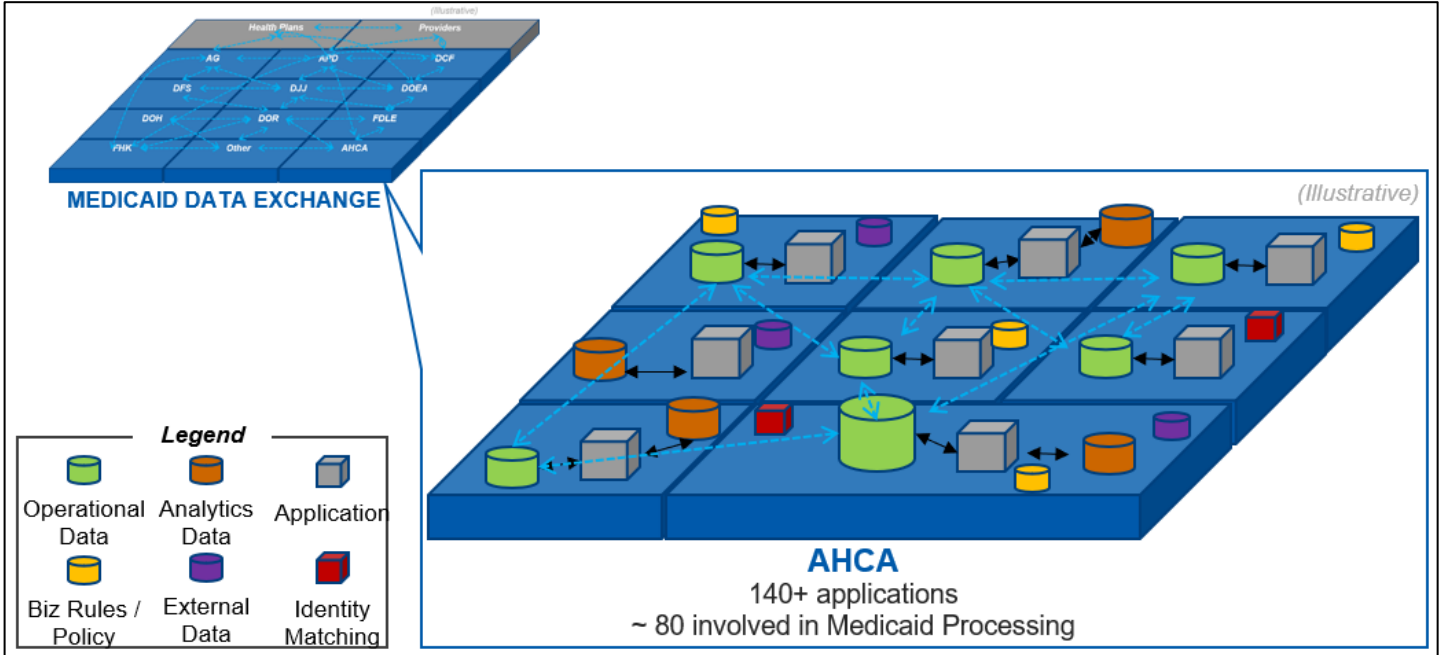 (Illustrative)
Health Plans Providers
AG APD DCF
DFS DJJ DOEA
DOH DOR FDLE
FHK Other AHCA
MEDICAID DATA EXCHANGE
(Illustrative)
Legend
Operational Data
Analytics Data
Application
Biz Rules / Policy
External Data
Identity Matching
AHCA
140+ applications
~ 80 involved in Medicaid Processing